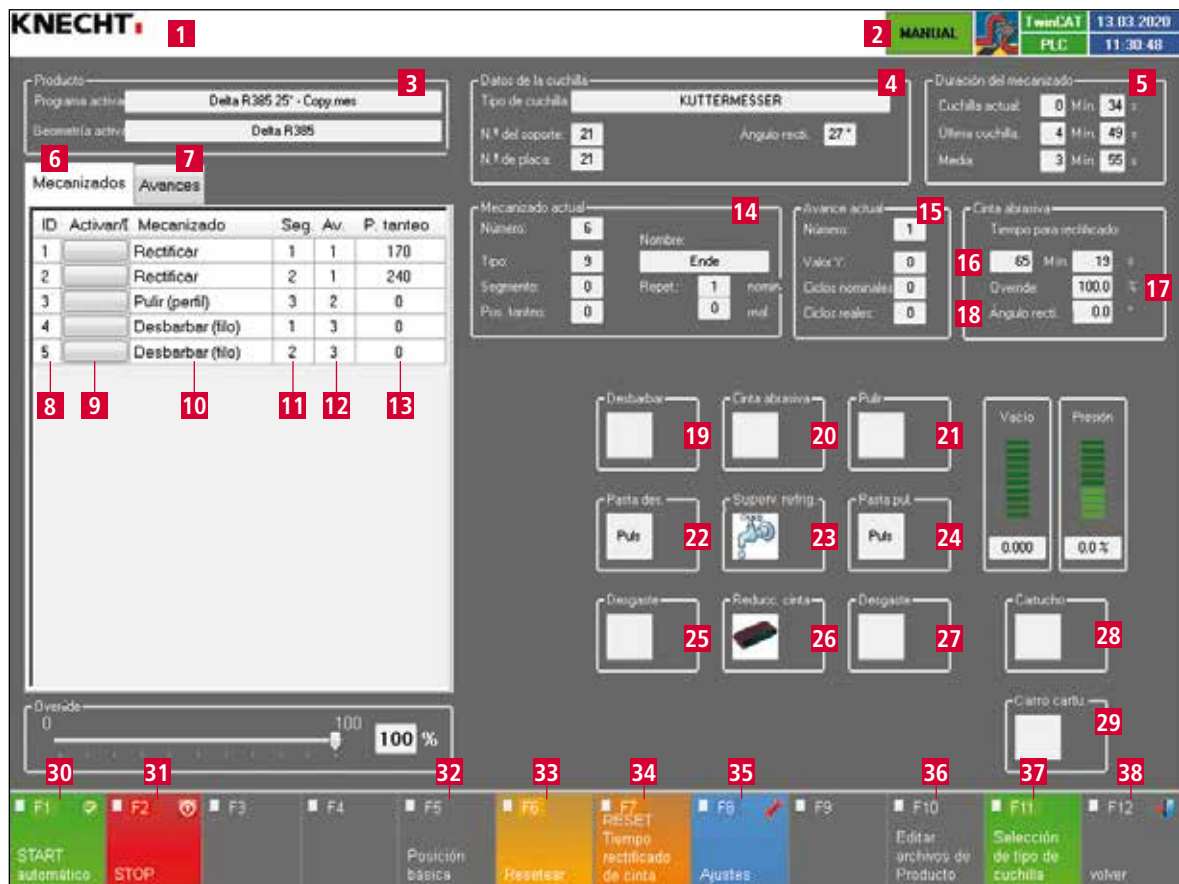 KNECHT
1
2
MANUAL
TwinCAT
PLC
13.03.2020
11:30:48
Producto
3
Programa activa
Delta R385 25° - Copy.mes
Geometría activa
Delta R385
Datos de la cuchilla
4
Tipo de cuchilla
KUTTERMESSER
N.º del soporte: 21
Ángulo recti. 27 °
N.º de placa: 21
Duración del mecanizado
5
Cuchilla actual: 0 Min 34 s
Última cuchilla: 4 Min 49 s
Media: 3 Min 55 s
6
7
Mecanizados
Avances
ID Activar/D Mecanizado Seg. Av. P. tanteo
1 Rectificar 1 1 170
2 Rectificar 2 1 240
3 Pulir (perfil) 3 2 0
4 Desbarbar (filo) 1 3 0
5 Desbarbar (filo) 2 3 0
8 9 10 11 12 13
Mecanizado actual
14
Número: 6
Nombre:
Tipo: 9
Ende
Segmento: 0
Repet.: 1 nomin.
Pos. tanteo: 0
0 real
Avance actual
15
Número: 1
Valor Y: 0
Ciclos nominales 0
Ciclos reales: 0
Cinta abrasiva
Tiempo para rectificado:
16
65 Min 19 s
Override: 100.0 %
17
18
Ángulo recti. 0.0 °
Desbarbar
19
Cinta abrasiva
20
Pulir
21
Vacío
Presión
0.000
0.0 %
Pasta des.
Puls
22
Superv. refrig.
23
Pasta pul.
Puls
24
Desgaste
25
Reducc. cinta
26
Desgaste
27
Cartucho
28
Carro cartu.
29
Override
0
100
100 %
30 31 32 33 34 35 36 37 38
F1
START
automático
F2
STOP
F3
F4
F5
Posición
básica
F6
Resetear
F7
RESET
Tiempo
rectificado
de cinta
F8
Ajustes
F9
F10
Editar
archivos de
Producto
F11
Selección
de tipo de
cuchilla
F12
volver